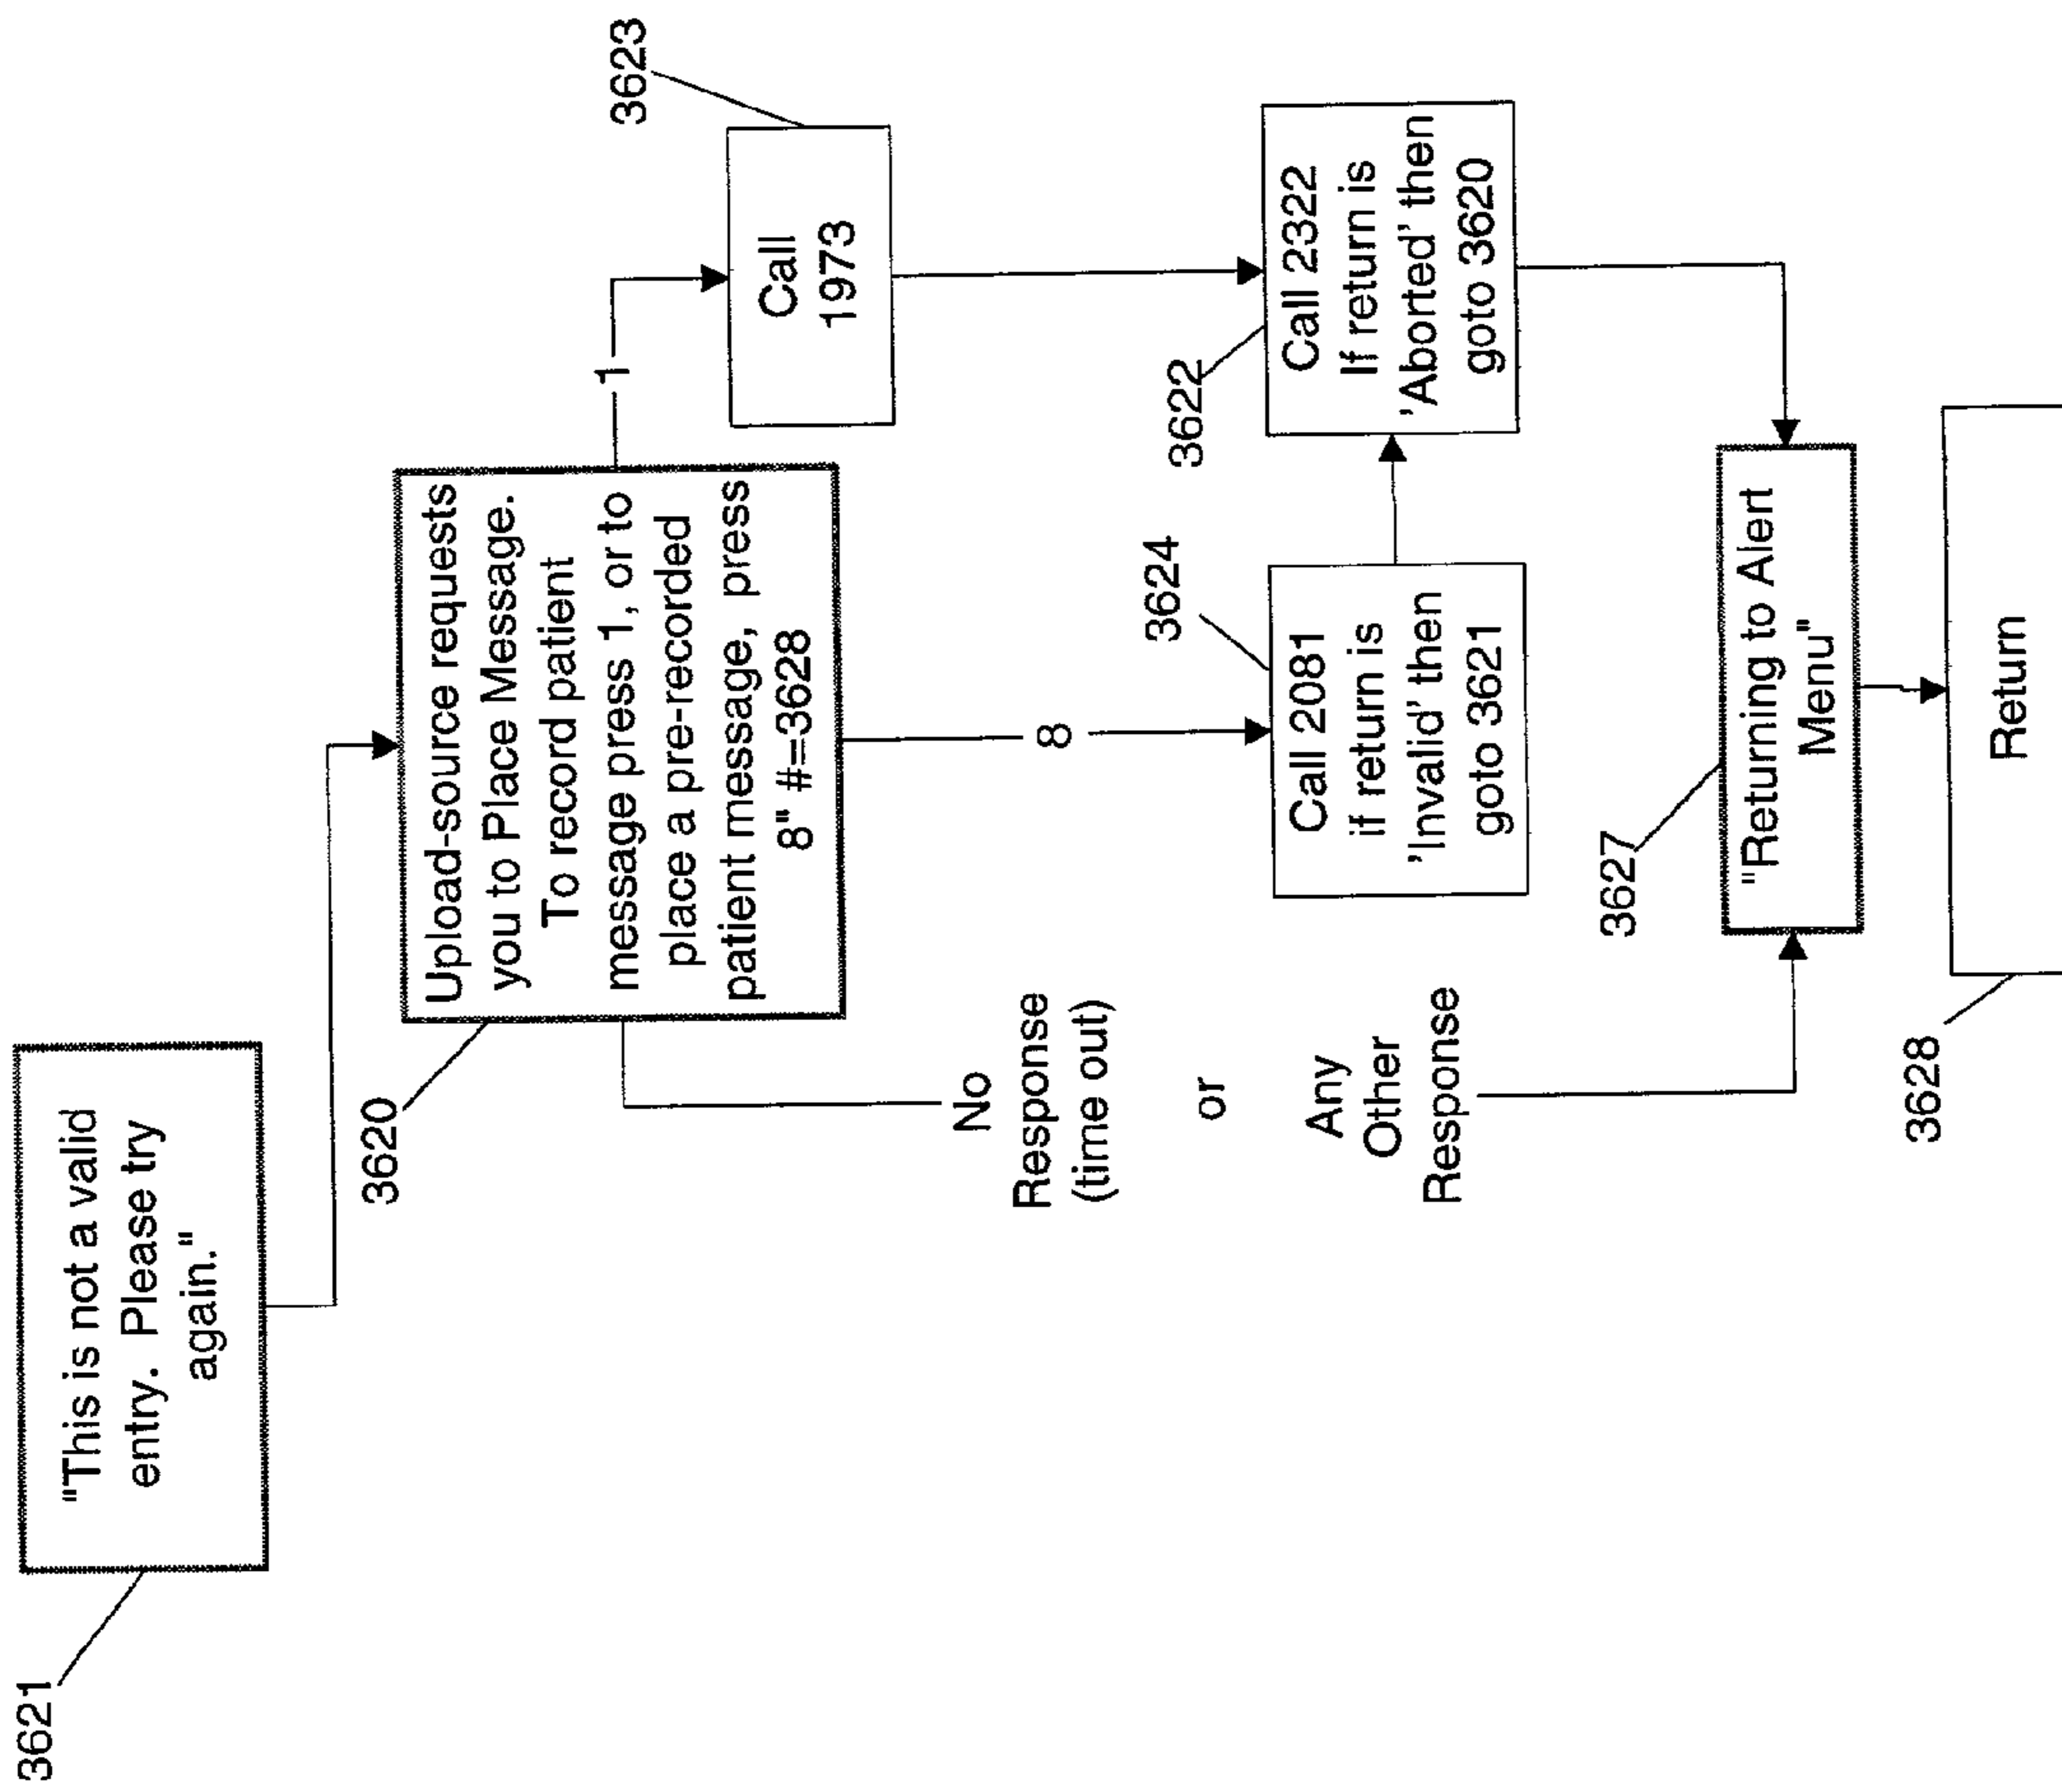 3621
"This is not a valid
entry. Please try
again."
3620
Upload-source requests
you to Place Message.
To record patient
message press 1, or to
place a pre-recorded
patient message, press
8" #=3628
1
3623
Call
1973
8
No
Response
(time out)
or
Any
Other
Response
3624
Call 2081
if return is
'Invalid' then
goto 3621
3622
Call 2322
If return is
'Aborted' then
goto 3620
3627
"Returning to Alert
Menu"
3628
Return